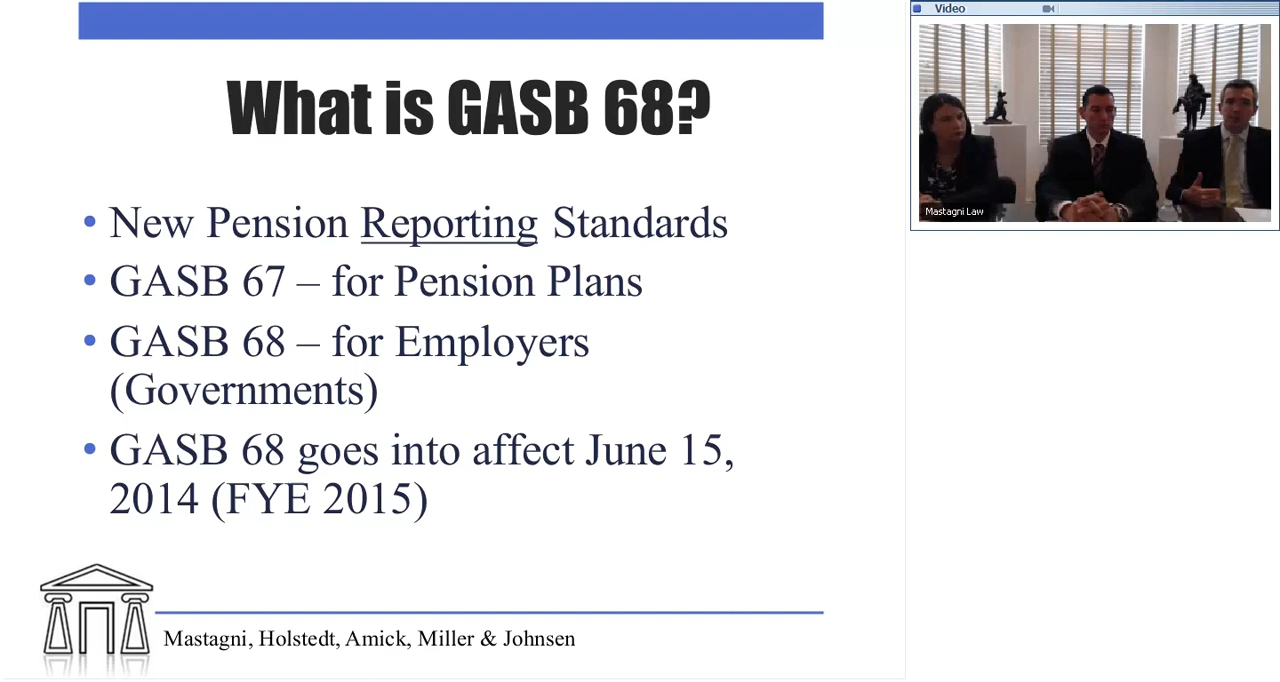 What is GASB 68?
• New Pension Reporting Standards
• GASB 67 – for Pension Plans
• GASB 68 – for Employers
(Governments)
• GASB 68 goes into affect June 15,
2014 (FYE 2015)
Mastagni, Holstedt, Amick, Miller & Johnsen
Video
Mastagni Law